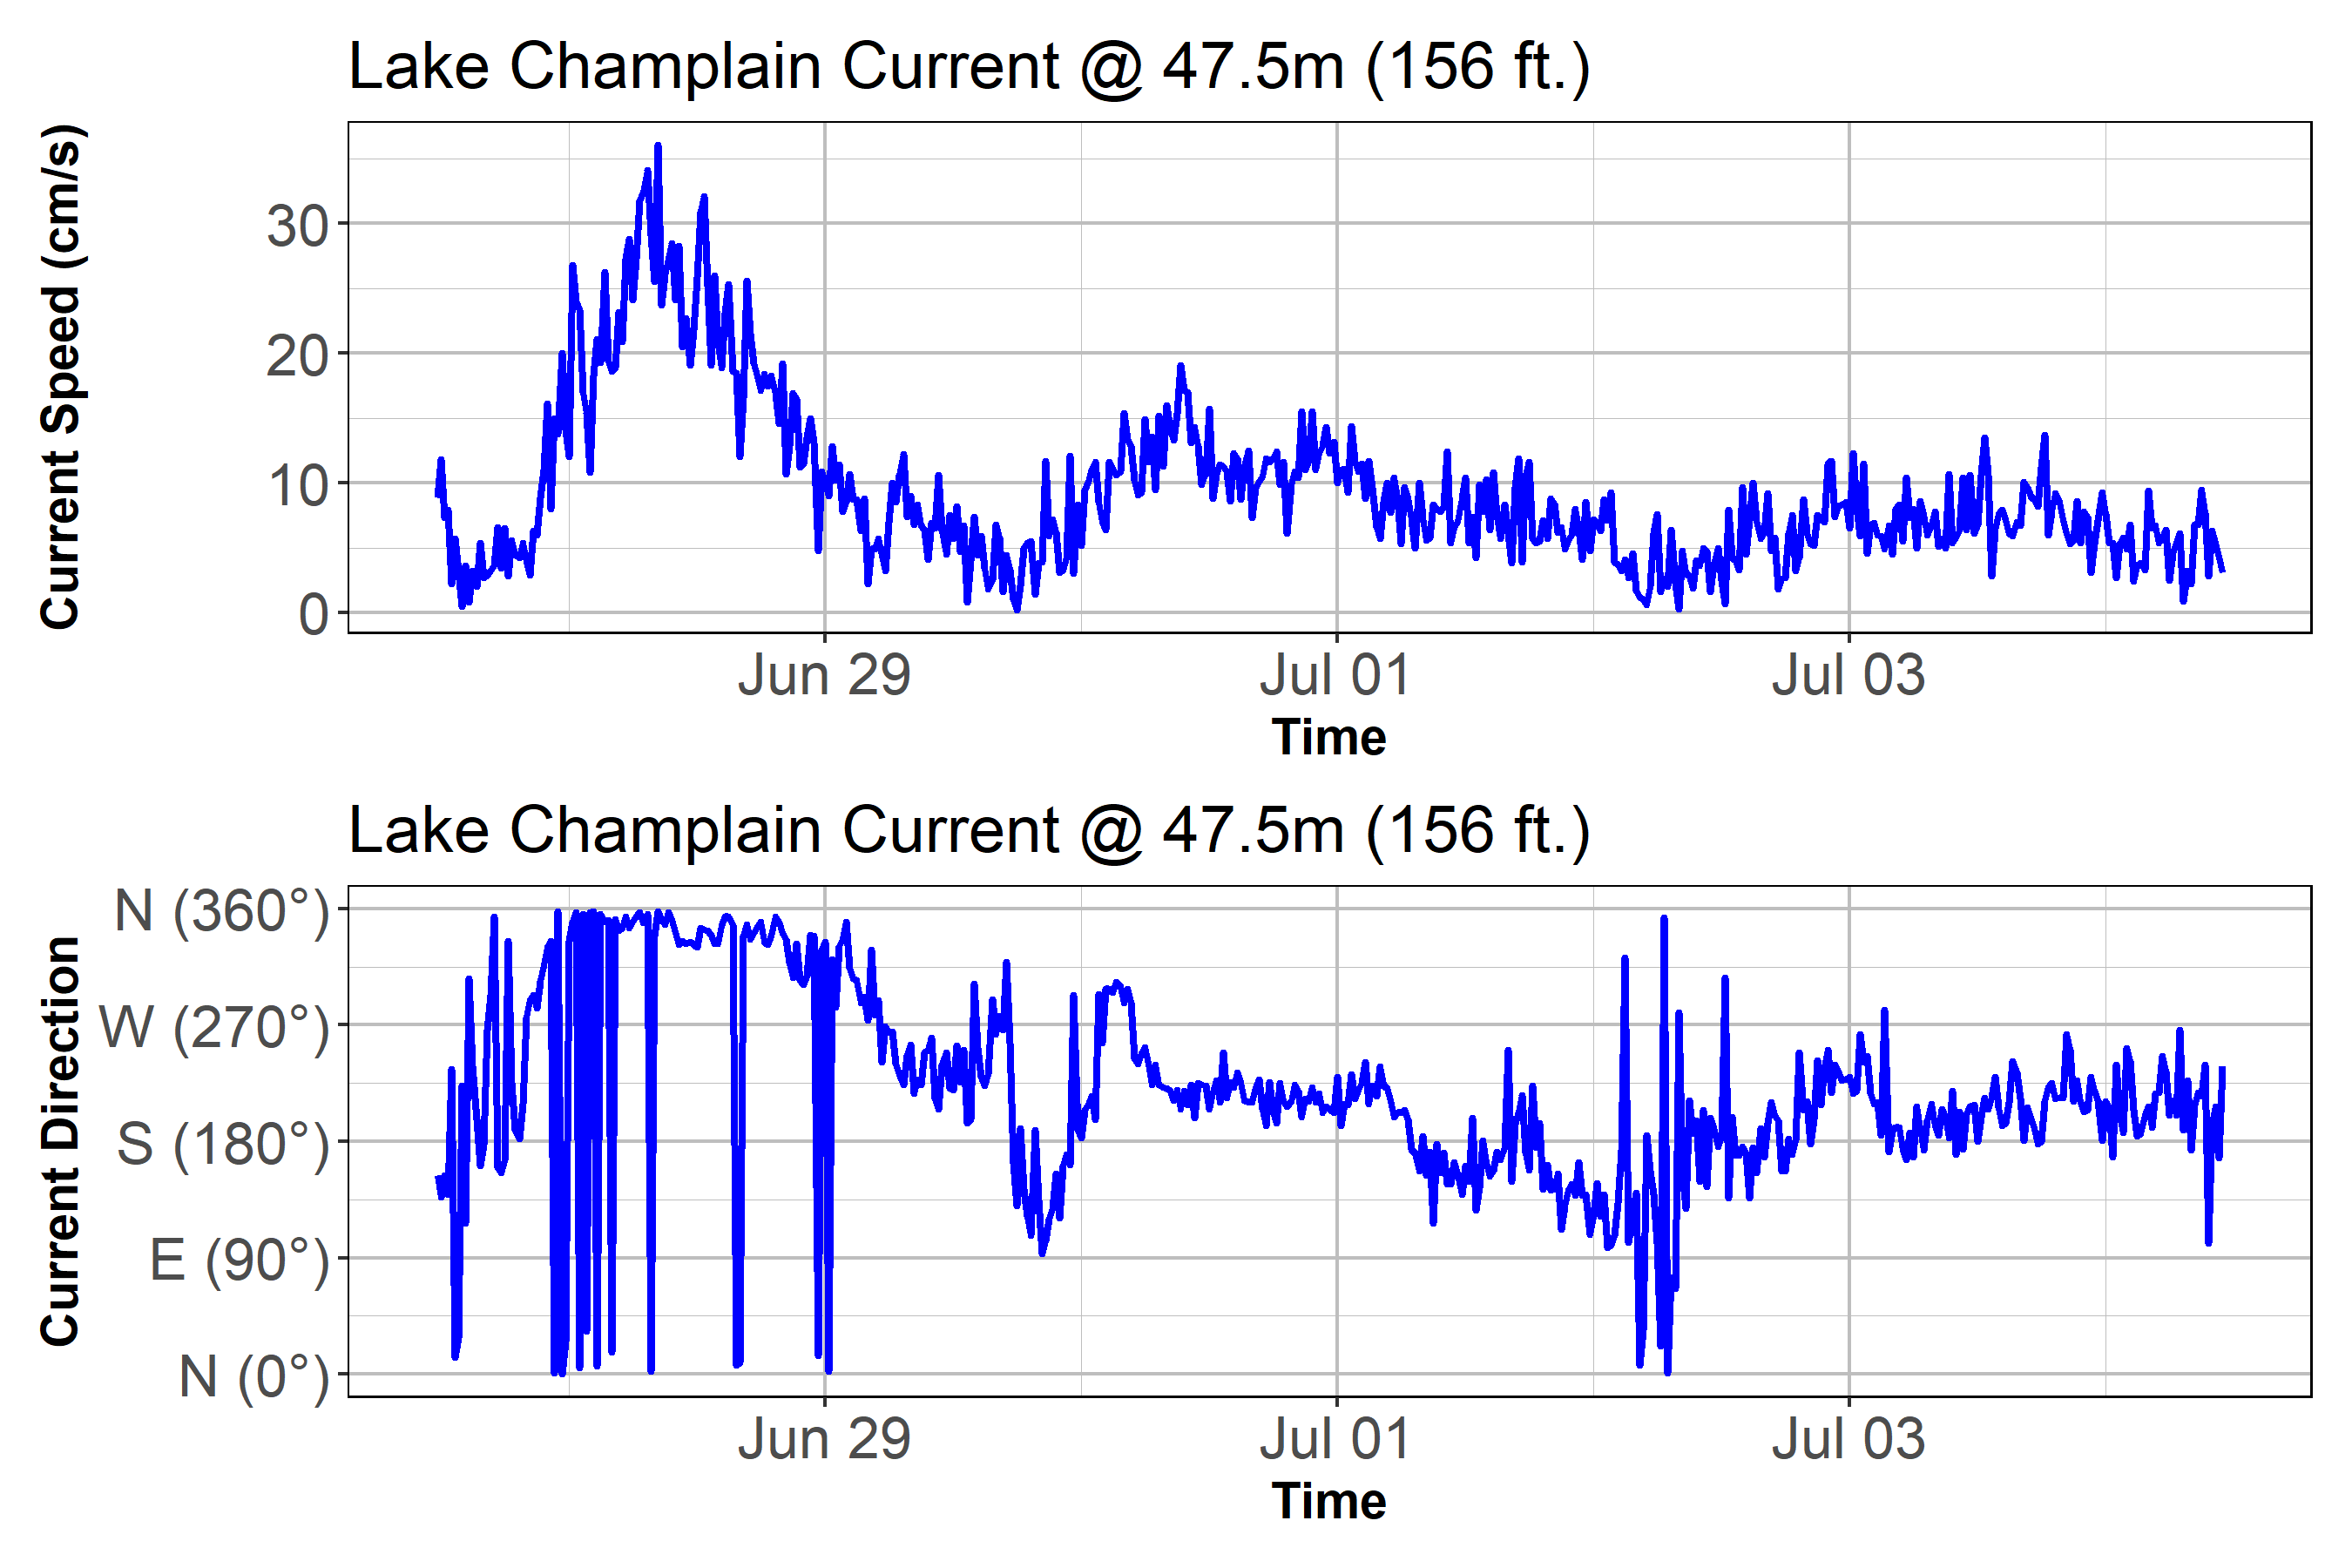 Lake Champlain Current @ 47.5m (156 ft.)
Current Speed (cm/s)
30
20
10
0
Jun 29 Jul 01 Jul 03
Time
Lake Champlain Current @ 47.5m (156 ft.)
Current Direction
N (360°)
W (270°)
S (180°)
E (90°)
N (0°)
Jun 29 Jul 01 Jul 03
Time